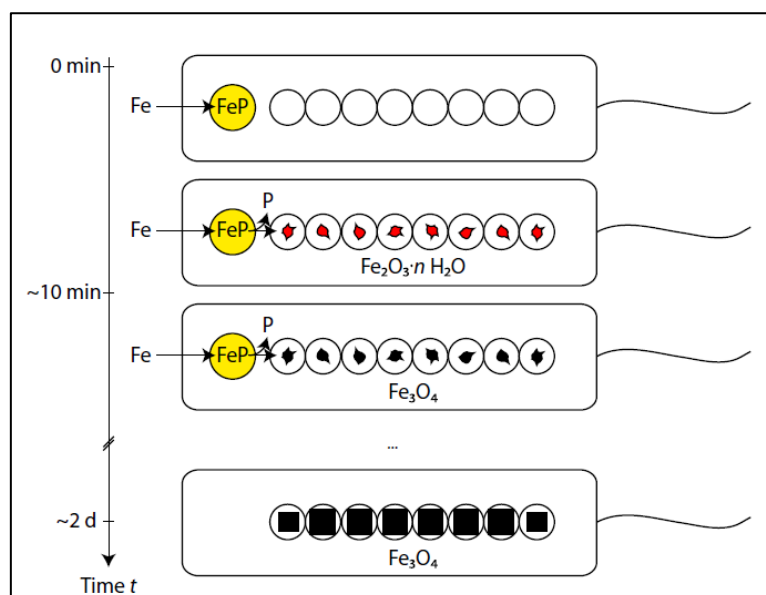 0 min
Fe
FeP
P
Fe
FeP
Fe₂O₃·n H₂O
~10 min
P
Fe
FeP
Fe₃O₄
...
~2 d
Fe₃O₄
Time t